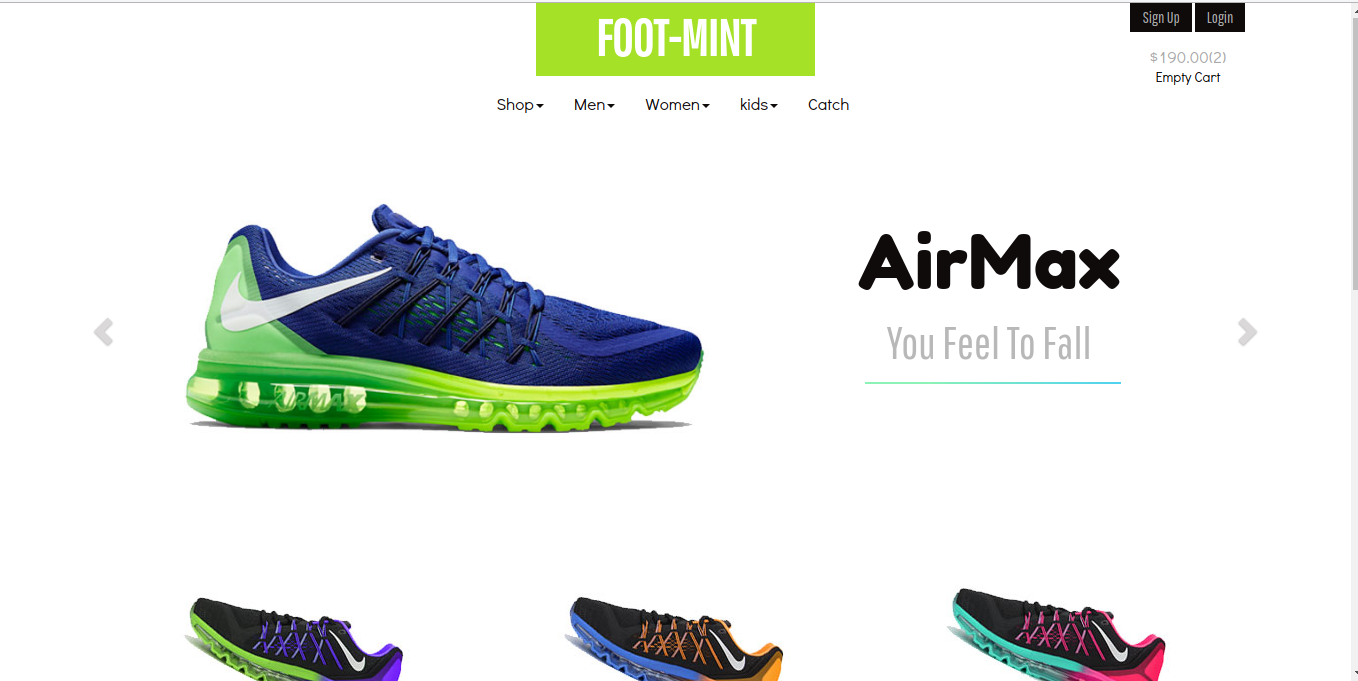 FOOT-MINT
Sign Up
Login
$190.00(2)
Empty Cart
Shop
Men
Women
kids
Catch
AirMax
You Feel To Fall
AIRMAX